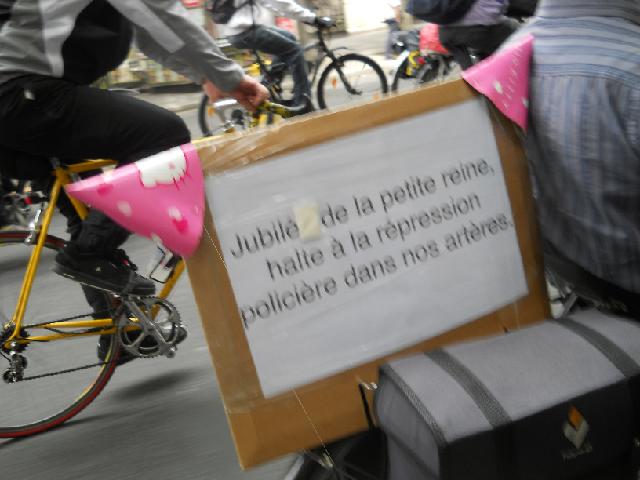 Jubilé de la petite reine,
halte à la répression
policière dans nos artères.